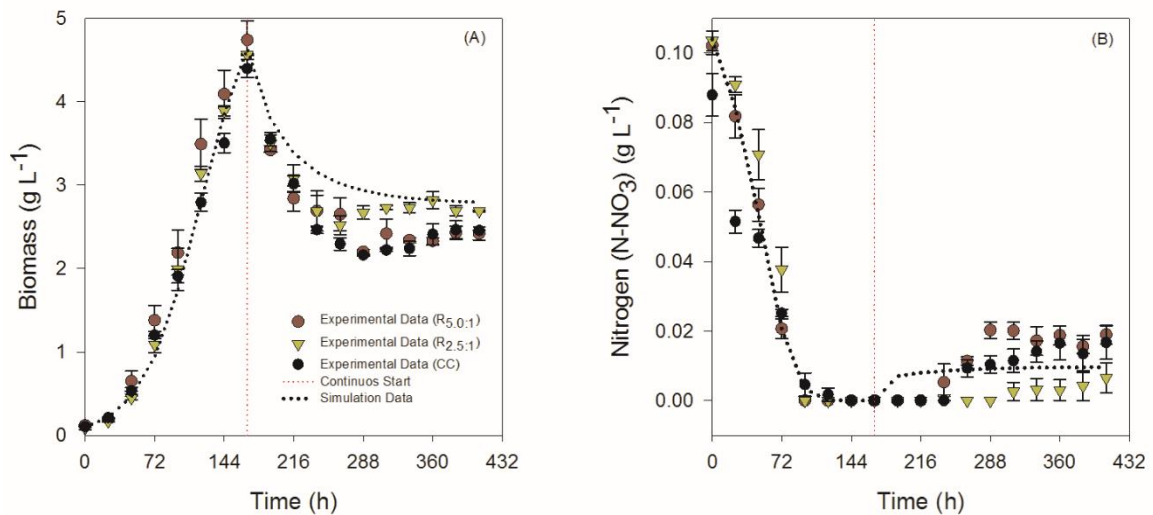 (A)
5
4
3
2
1
0
Biomass (g L⁻¹)
Experimental Data (R5.0:1)
Experimental Data (R2.5:1)
Experimental Data (CC)
Continuos Start
Simulation Data
0 72 144 216 288 360 432
Time (h)
(B)
0.10
0.08
0.06
0.04
0.02
0.00
Nitrogen (N-NO3) (g L⁻¹)
0 72 144 216 288 360 432
Time (h)